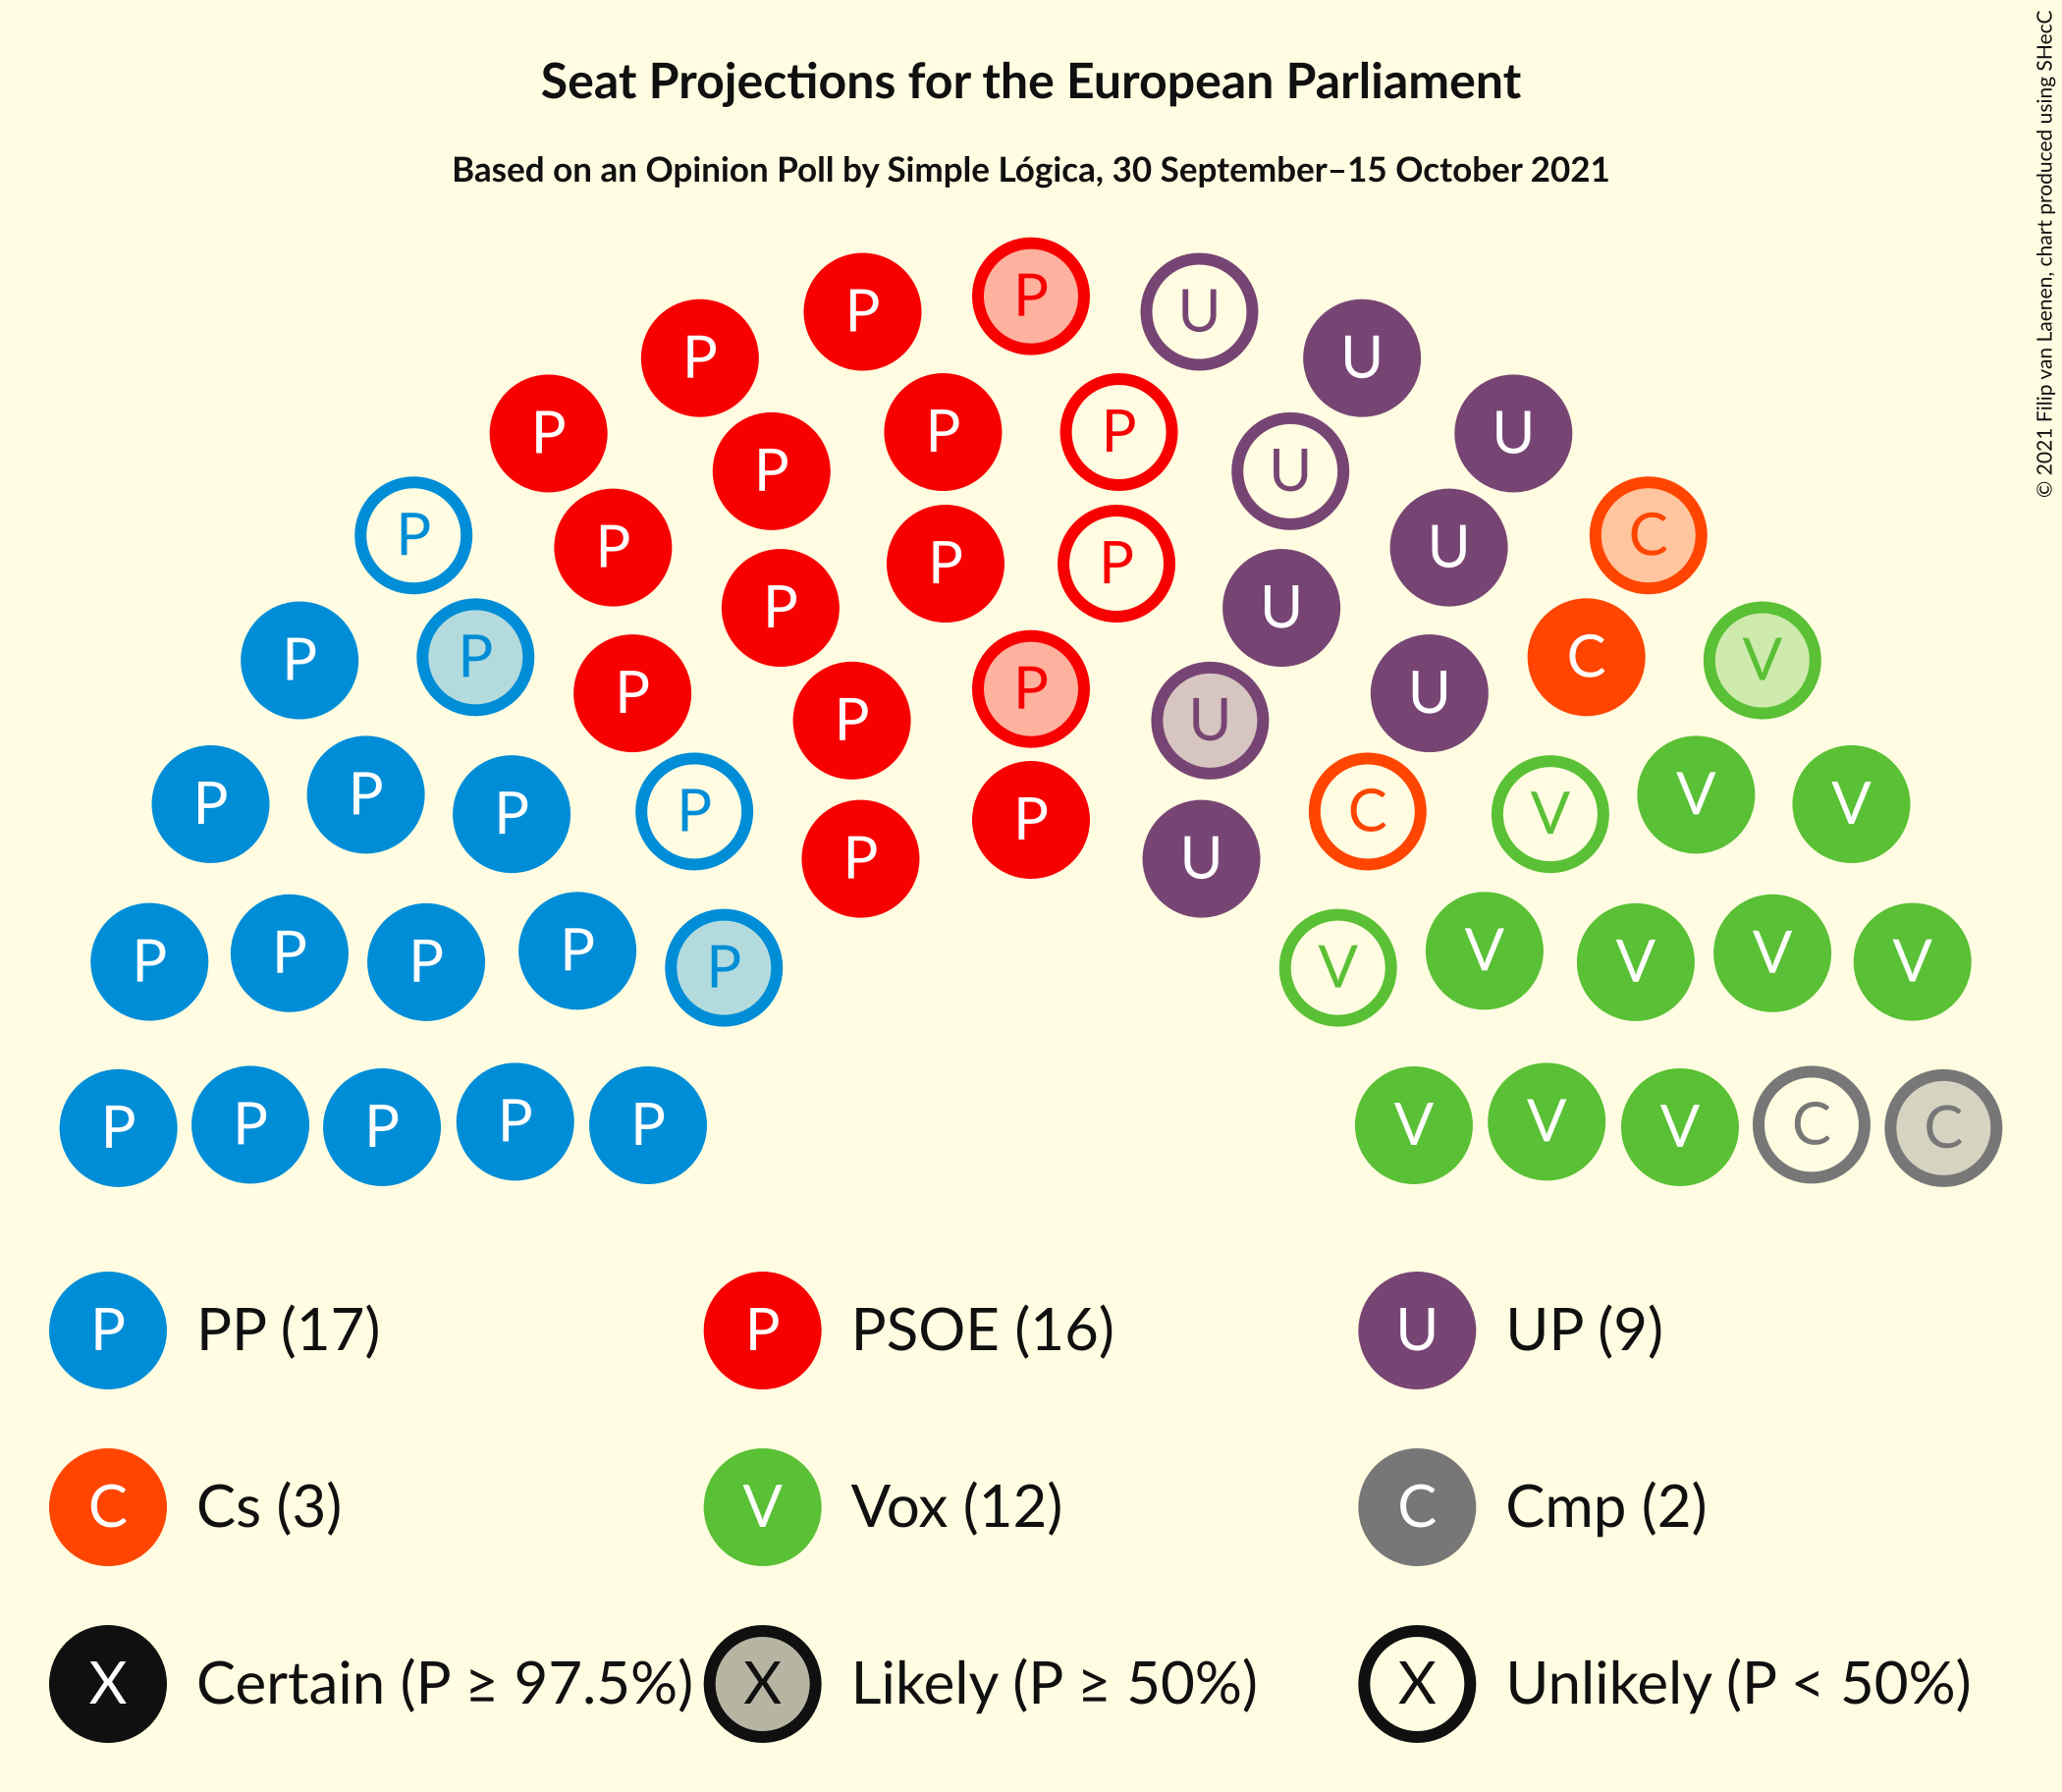 © 2021 Filip van Laenen, chart produced using SHecC
Seat Projections for the European Parliament
Based on an Opinion Poll by Simple Lógica, 30 September–15 October 2021
P
P U
P U
P P P U
P U
P P U C
P P
P U
P P C V
P P U
P U
P P P P P C V V V
P U
P P P P P V V V V V
P P P P P V V V C C
P PP (17) P PSOE (16) U UP (9)
C Cs (3) V Vox (12) C Cmp (2)
X Certain (P ≥ 97.5%) X Likely (P ≥ 50%) X Unlikely (P < 50%)